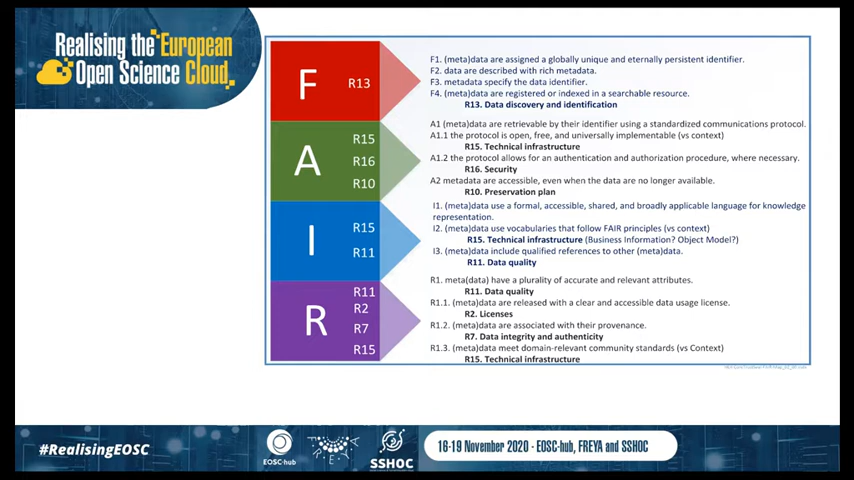 Realising the European
Open Science Cloud
F
R13
F1. (meta)data are assigned a globally unique and eternally persistent identifier.
F2. data are described with rich metadata.
F3. metadata specify the data identifier.
F4. (meta)data are registered or indexed in a searchable resource.
R13. Data discovery and identification
A
R15
R16
R10
A1 (meta)data are retrievable by their identifier using a standardized communications protocol.
A1.1 the protocol is open, free, and universally implementable (vs context)
R15. Technical infrastructure
A1.2 the protocol allows for an authentication and authorization procedure, where necessary.
R16. Security
A2 metadata are accessible, even when the data are no longer available.
R10. Preservation plan
I
R15
R11
I1. (meta)data use a formal, accessible, shared, and broadly applicable language for knowledge
representation.
I2. (meta)data use vocabularies that follow FAIR principles (vs context)
R15. Technical infrastructure (Business Information? Object Model?)
I3. (meta)data include qualified references to other (meta)data.
R11. Data quality
R
R11
R2
R7
R15
R1. meta(data) have a plurality of accurate and relevant attributes.
R11. Data quality
R1.1. (meta)data are released with a clear and accessible data usage license.
R2. Licenses
R1.2. (meta)data are associated with their provenance.
R7. Data integrity and authenticity
R1.3. (meta)data meet domain-relevant community standards (vs Context)
R15. Technical infrastructure
#RealisingEOSC
EOSC-hub
FREYA
SSHOC
16-19 November 2020 - EOSC-hub, FREYA and SSHOC